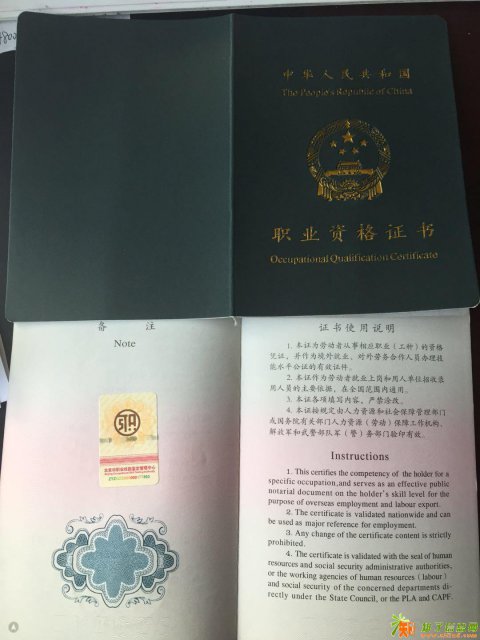 中华人民共和国
The People's Republic of China
职业资格证书
Occupational Qualification Certificate
备 注
Note
证书使用说明
1. 本证为劳动者从事相应职业（工种）的资格
凭证，并作为境外就业、对外劳务合作人员办理技
能水平公证的有效证件。
2. 本证作为劳动者就业上岗和用人单位招收录
用人员的主要依据，在全国范围内通用。
3. 本证各项填写内容，严禁涂改。
4. 本证按规定由人力资源和社会保障管理部门
或国务院有关部门人力资源（劳动）保障工作机构、
解放军和武警部队军（警）务部门验印有效。
Instructions
1. This certifies the competency of the holder for a
specific occupation,and serves as an effective public
notarial document on the holder's skill level for the
purpose of overseas employment and labour export.
2. The certificate is validated nationwide and can
be used as major reference for employment.
3. Any change of the certificate content is strictly
prohibited.
4. The certificate is validated with the seal of human
resources and social security administrative authorities,
or the working agencies of human resources (labour)
and social security of the concerned departments di-
rectly under the State Council, or the PLA and CAPF.